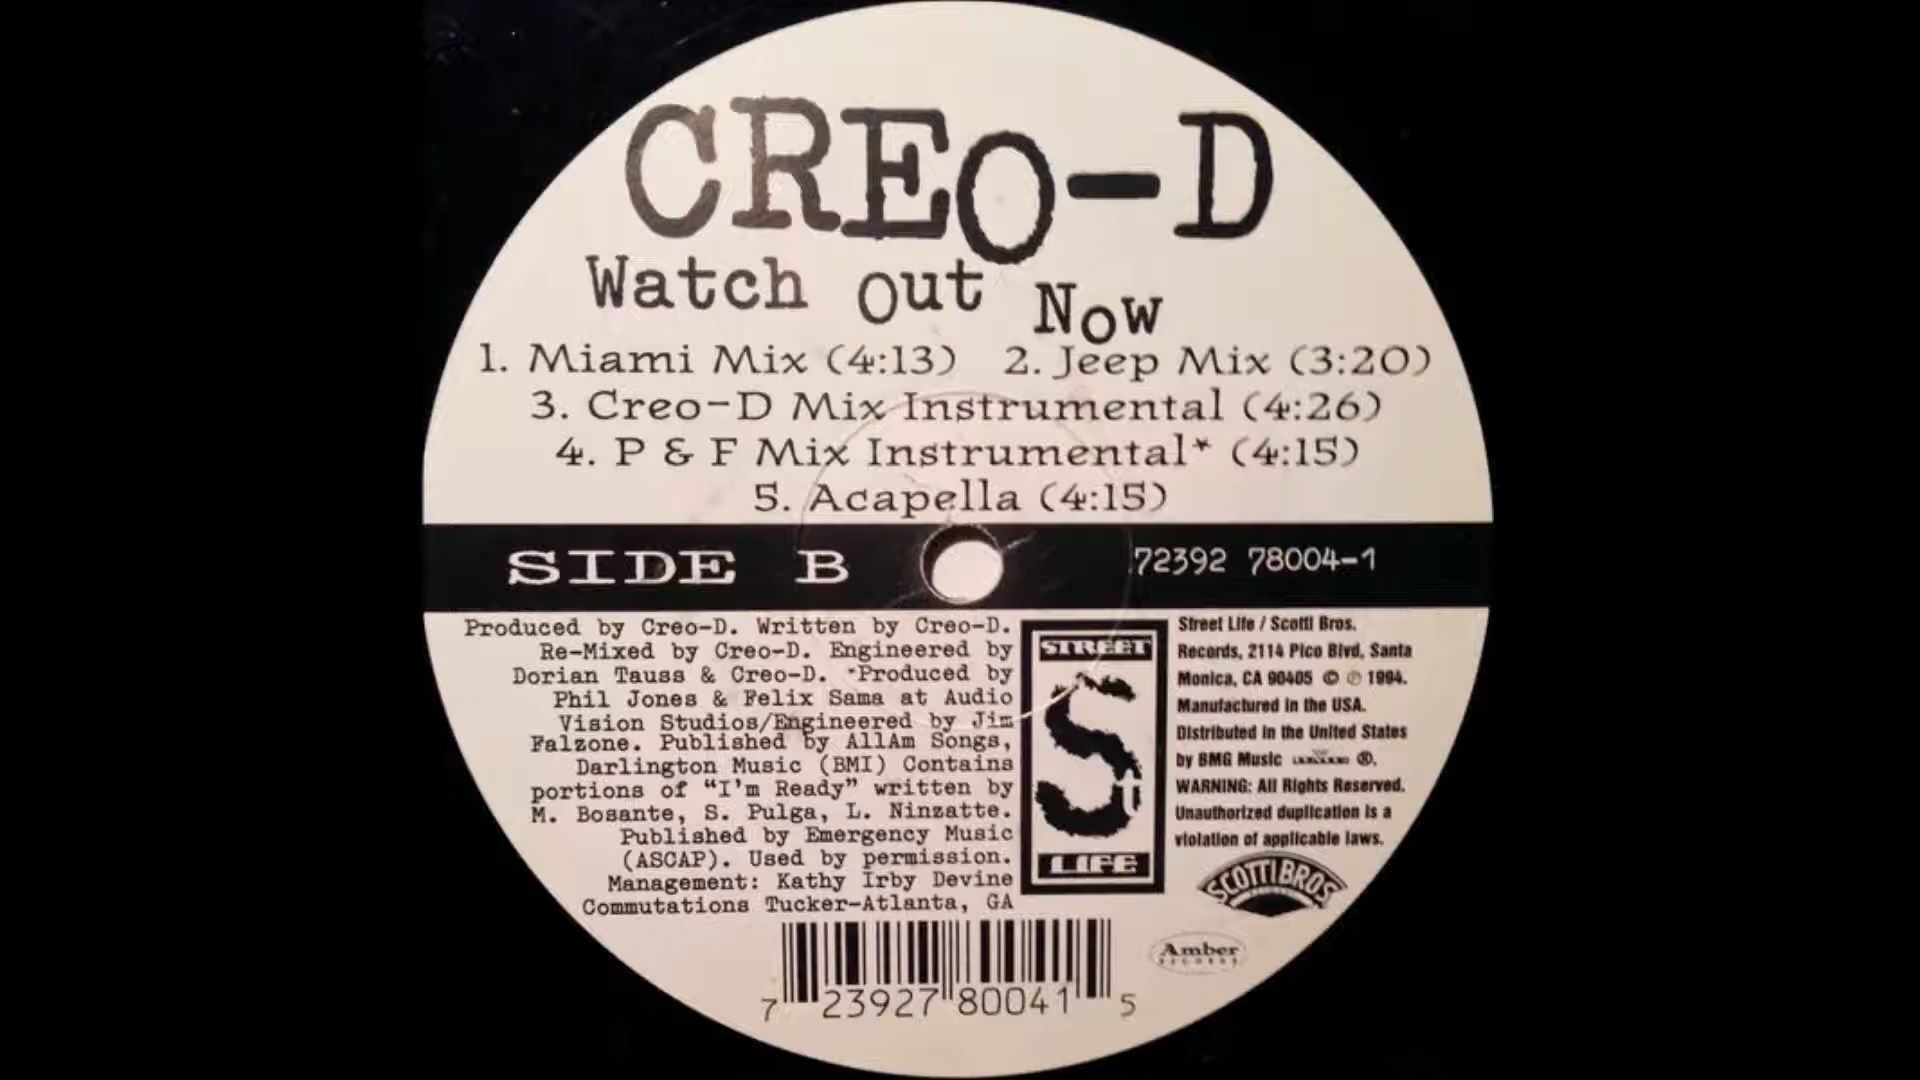 CREO-D
Watch Out Now
1. Miami Mix (4:13) 2. Jeep Mix (3:20)
3. Creo-D Mix Instrumental (4:26)
4. P & F Mix Instrumental* (4:15)
5. Acapella (4:15)
SIDE B 72392 78004-1
Produced by Creo-D. Written by Creo-D.
Re-Mixed by Creo-D. Engineered by
Dorian Tauss & Creo-D. *Produced by
Phil Jones & Felix Sama at Audio
Vision Studios/Engineered by Jim
Falzone. Published by AllAm Songs,
Darlington Music (BMI) Contains
portions of “I'm Ready” written by
M. Bosante, S. Pulga, L. Ninzatte.
Published by Emergency Music
(ASCAP). Used by permission.
Management: Kathy Irby Devine
Commutations Tucker-Atlanta, GA
STREET
S
LIFE
Street Life / Scotti Bros.
Records, 2114 Pico Blvd, Santa
Monica, CA 90405 © ℗ 1994.
Manufactured in the USA.
Distributed in the United States
by BMG Music ®.
WARNING: All Rights Reserved.
Unauthorized duplication is a
violation of applicable laws.
SCOTTI BROS
Amber
RECORDS
7 23927 80041 5